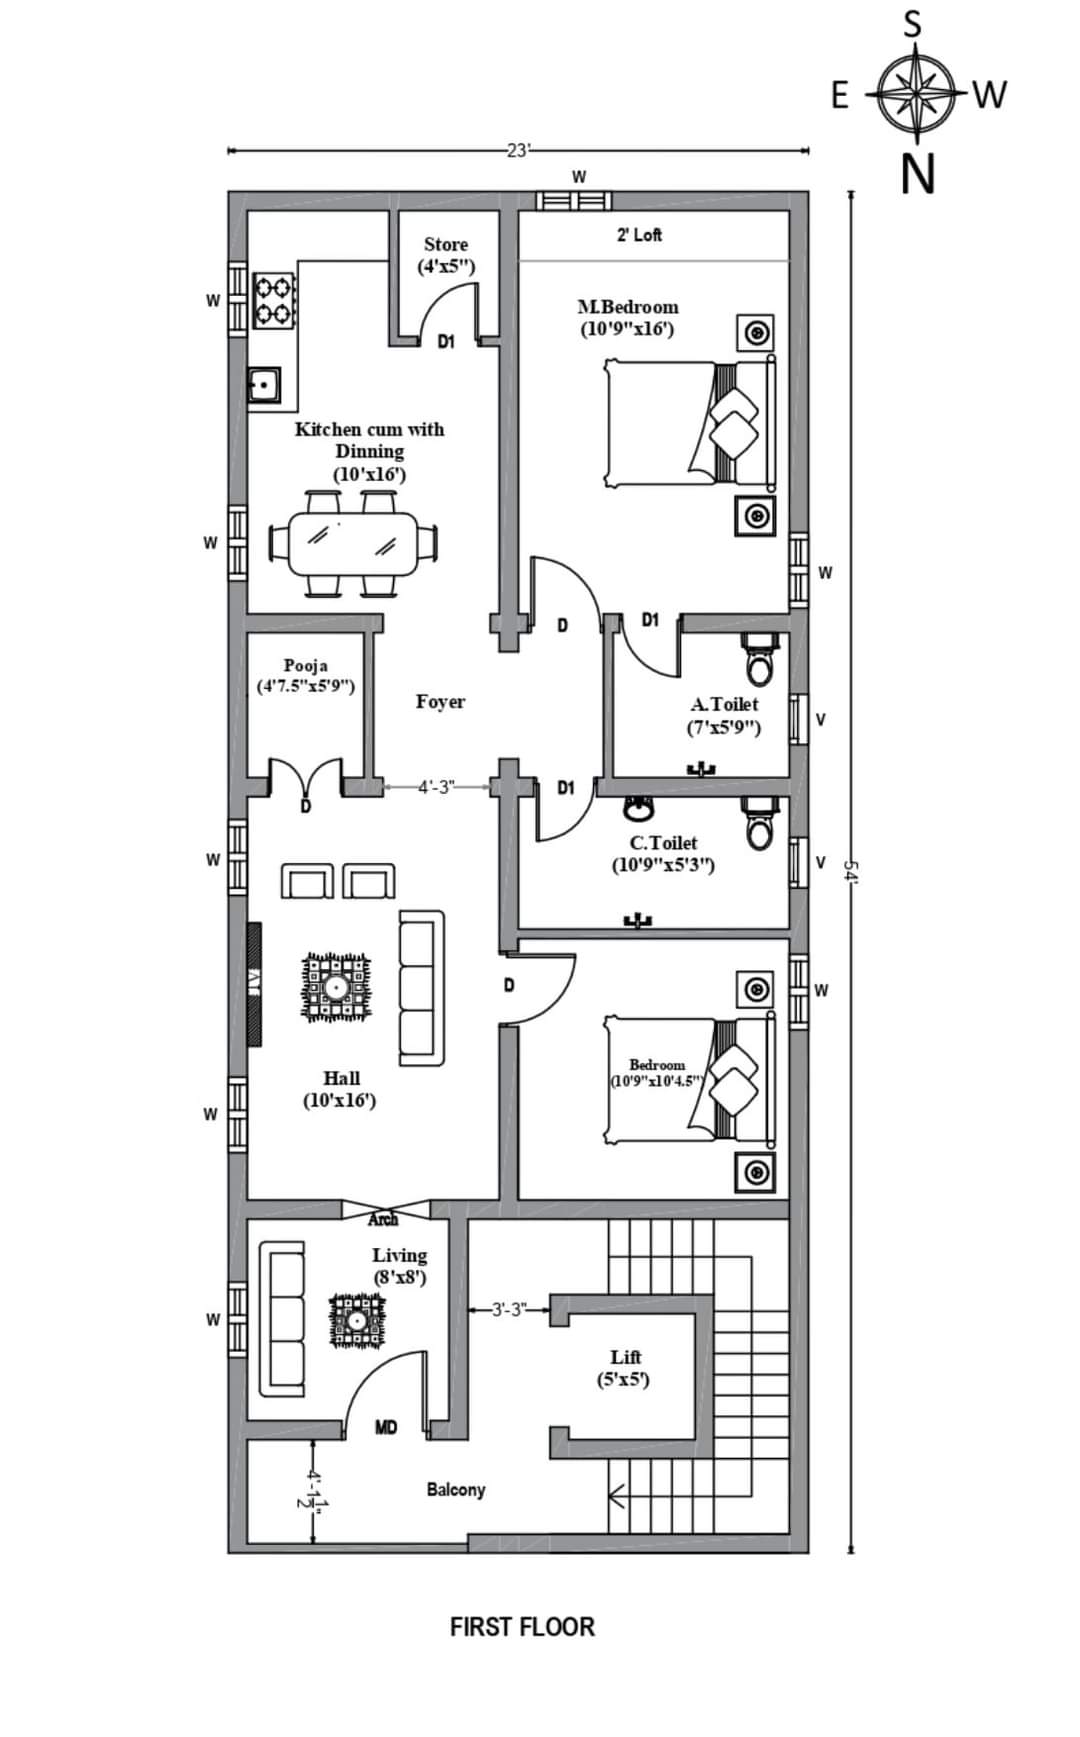 S
E W
N
23'
W
2' Loft
Store
(4'x5")
W
M.Bedroom
(10'9"x16')
D1
Kitchen cum with
Dinning
(10'x16')
W
W
D
D1
Pooja
(4'7.5"x5'9")
Foyer
A.Toilet
(7'x5'9")
V
4'-3"
D1
D
C.Toilet
(10'9"x5'3")
W
V
54'
TV
D
W
Bedroom
(10'9"x10'4.5")
Hall
(10'x16')
W
Arch
Living
(8'x8')
3'-3"
W
Lift
(5'x5')
MD
4'-1 1/2"
Balcony
FIRST FLOOR